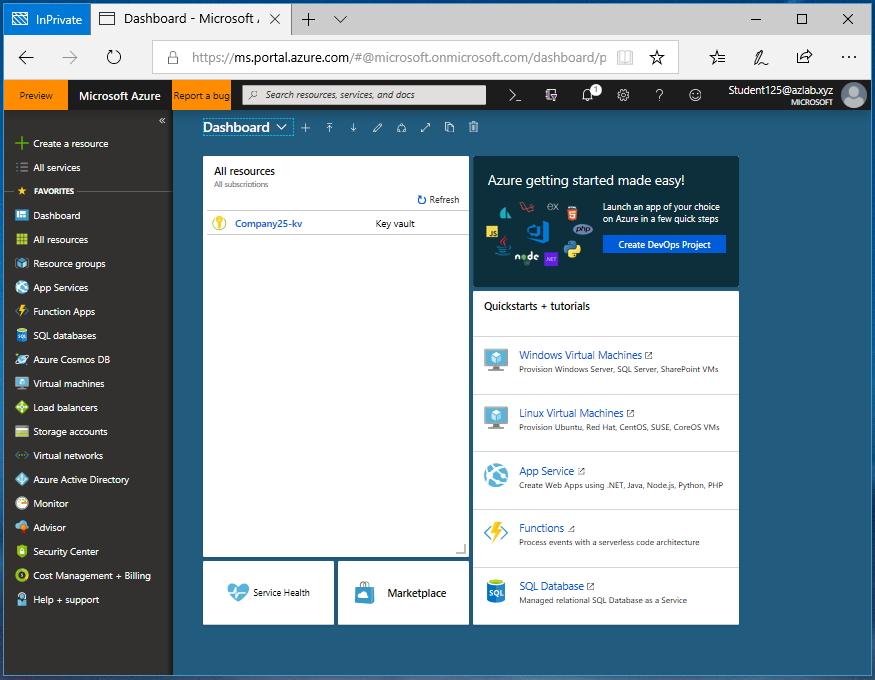 InPrivate
Dashboard - Microsoft A
https://ms.portal.azure.com/#@microsoft.onmicrosoft.com/dashboard/p
Preview
Microsoft Azure
Report a bug
Search resources, services, and docs
1
Student125@azlab.xyz
MICROSOFT
Create a resource
All services
FAVORITES
Dashboard
All resources
Resource groups
App Services
Function Apps
SQL databases
Azure Cosmos DB
Virtual machines
Load balancers
Storage accounts
Virtual networks
Azure Active Directory
Monitor
Advisor
Security Center
Cost Management + Billing
Help + support
Dashboard
All resources
All subscriptions
Refresh
Company25-kv Key vault
Service Health
Marketplace
Azure getting started made easy!
ex
JS
php
node
.NET
Launch an app of your choice
on Azure in a few quick steps
Create DevOps Project
Quickstarts + tutorials
Windows Virtual Machines
Provision Windows Server, SQL Server, SharePoint VMs
Linux Virtual Machines
Provision Ubuntu, Red Hat, CentOS, SUSE, CoreOS VMs
App Service
Create Web Apps using .NET, Java, Node.js, Python, PHP
Functions
Process events with a serverless code architecture
SQL
SQL Database
Managed relational SQL Database as a Service